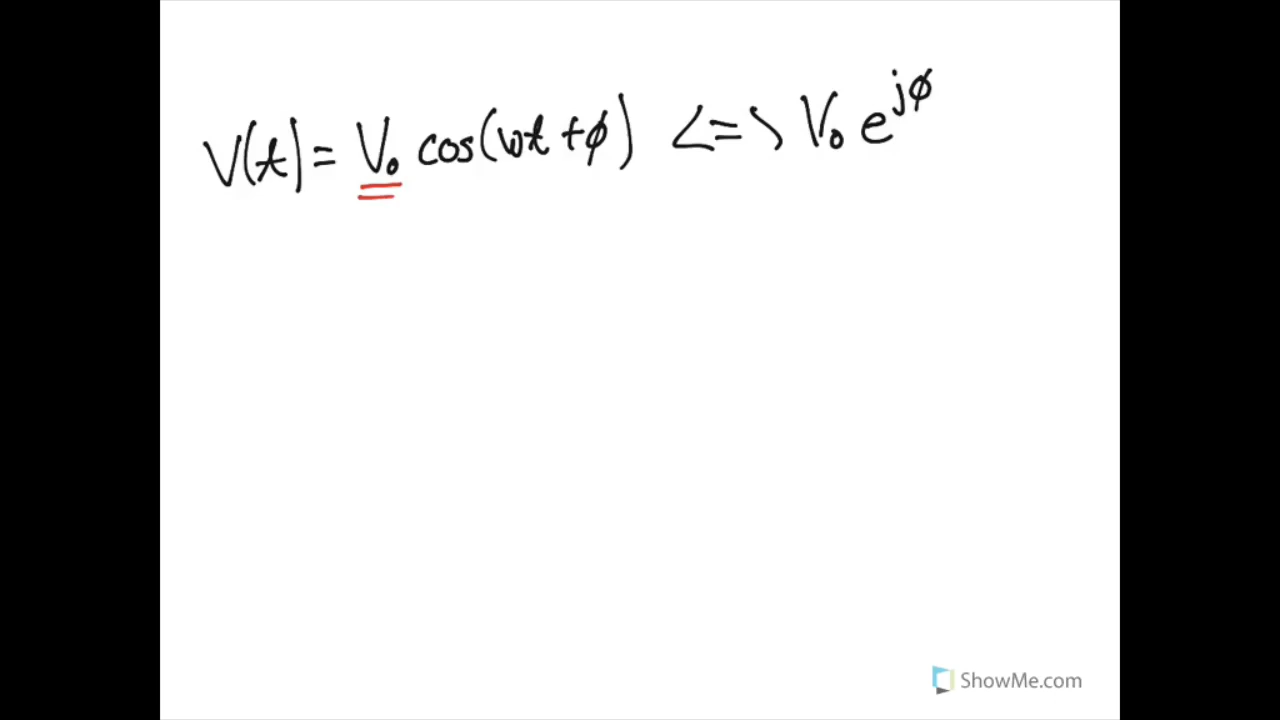 V(t) = V₀ cos(ωt + φ) <=> V₀ e^{jφ}
ShowMe.com